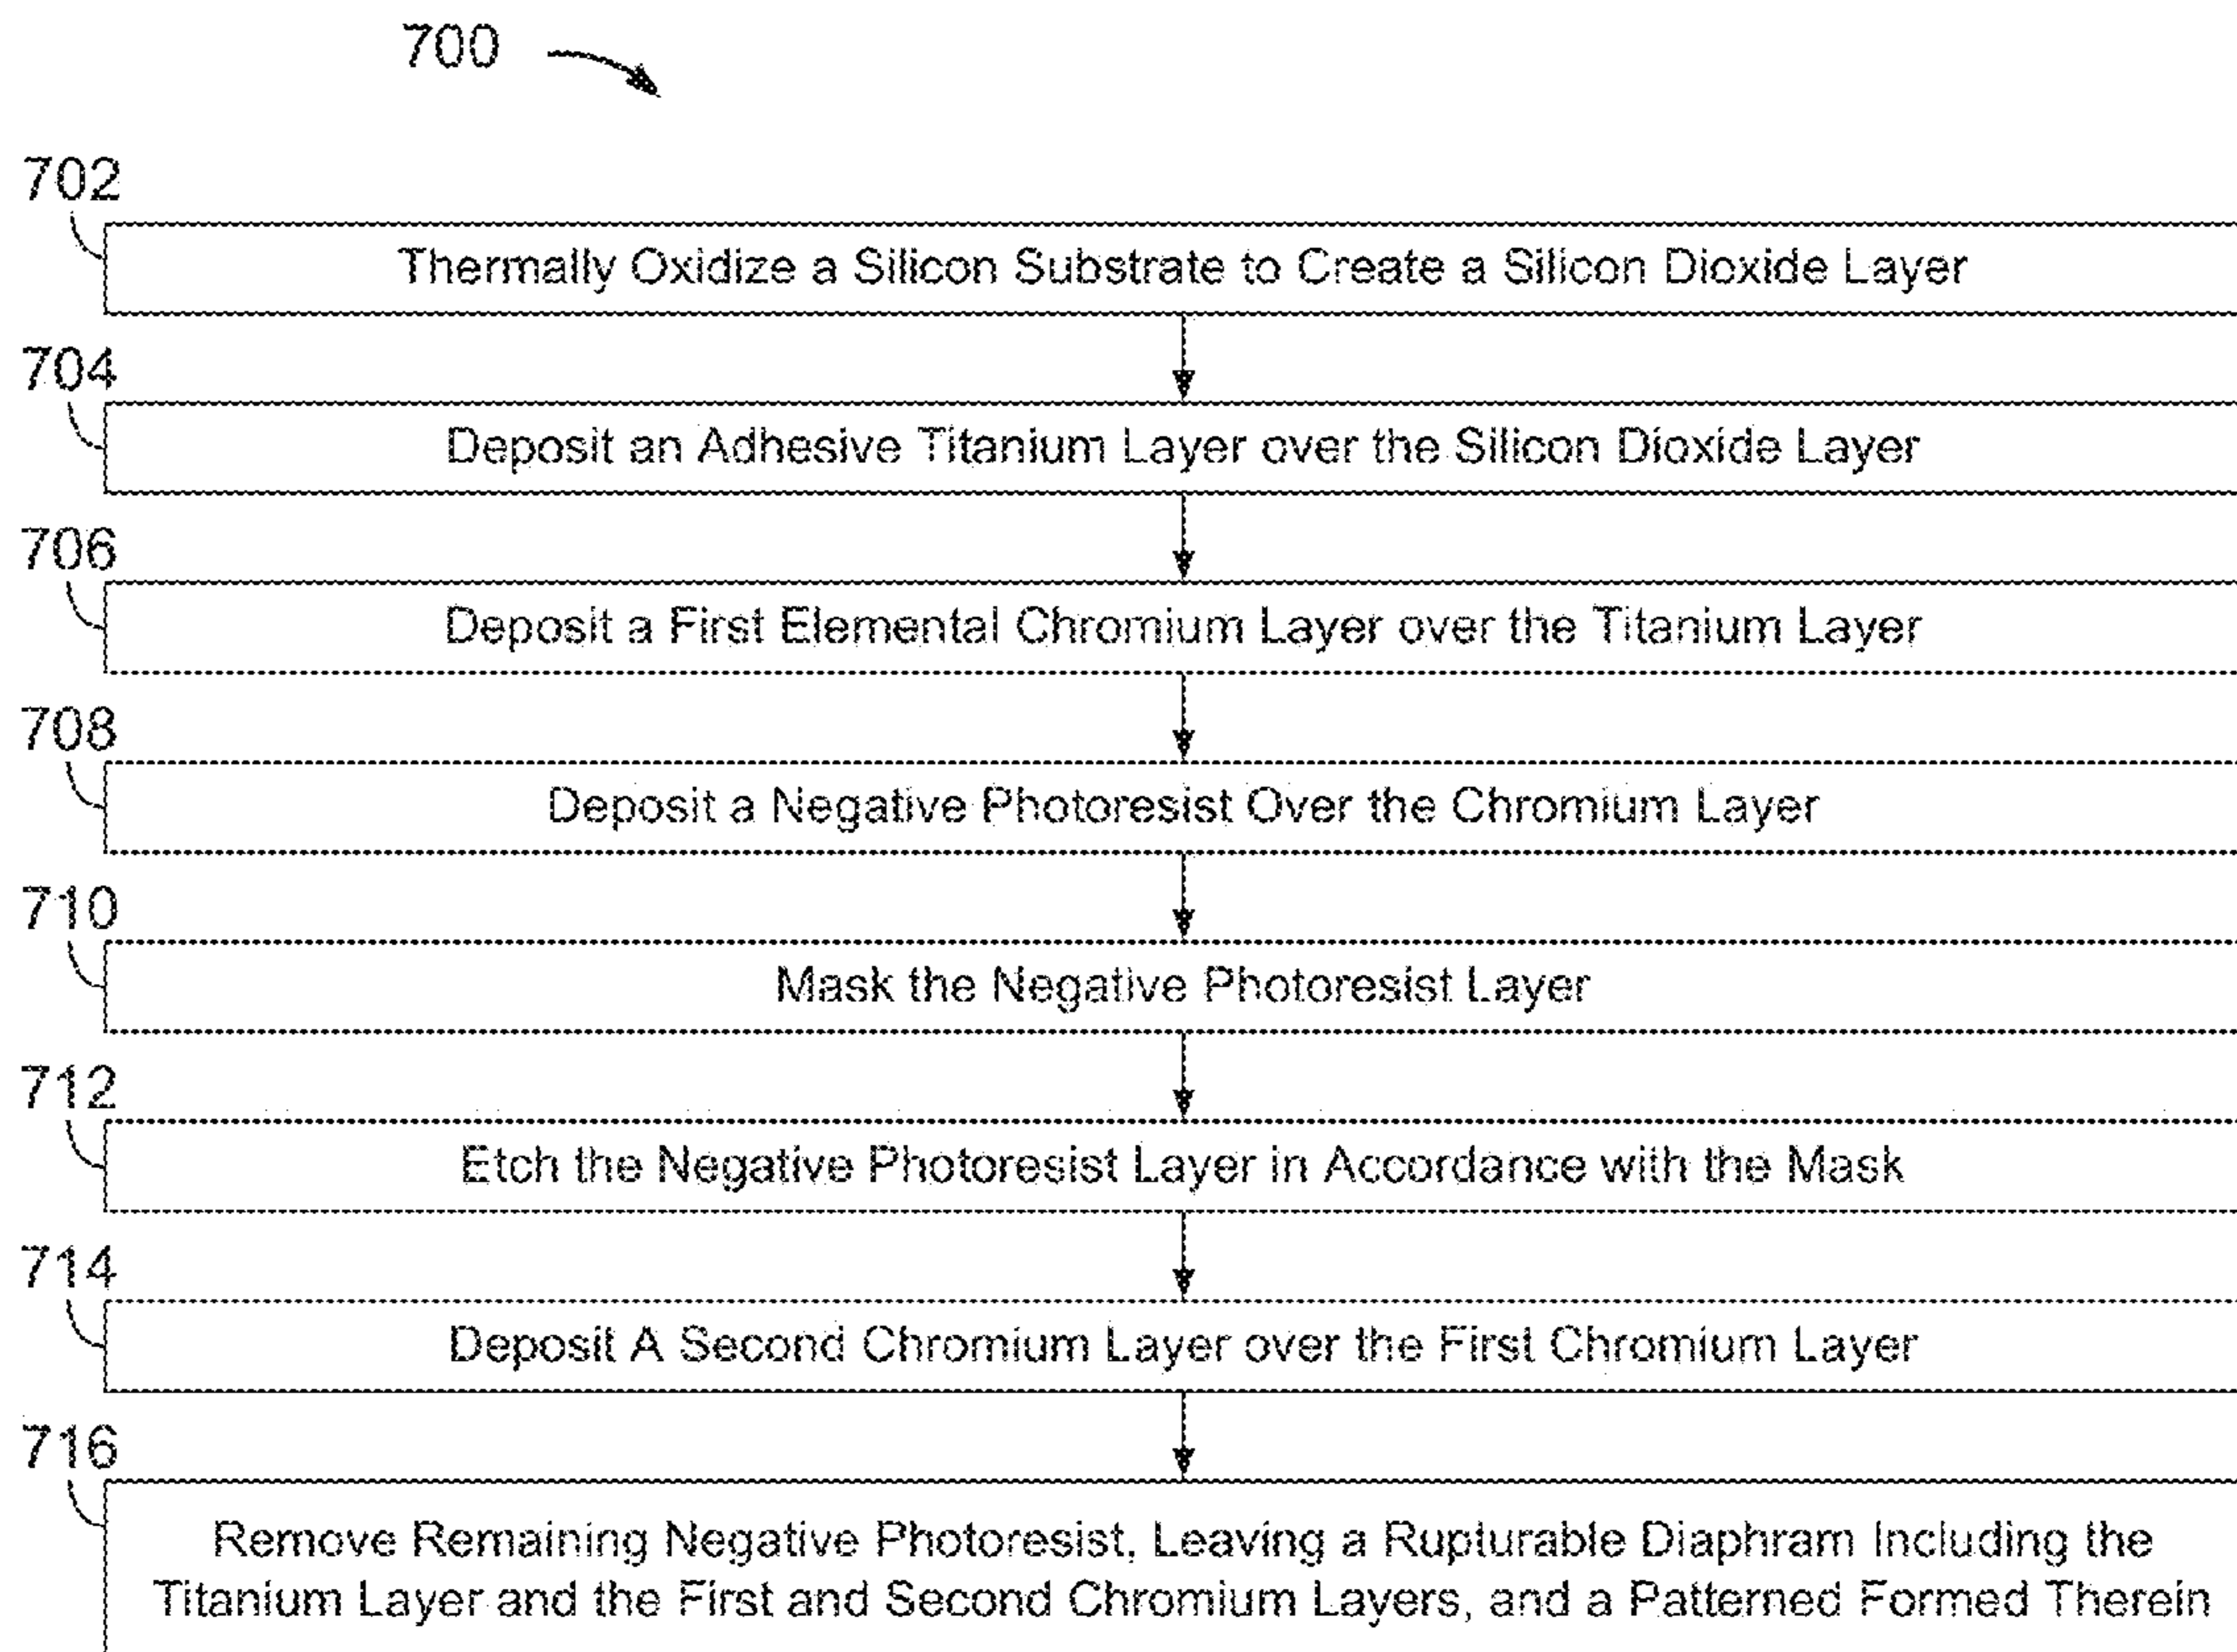 700
702
Thermally Oxidize a Silicon Substrate to Create a Silicon Dioxide Layer
704
Deposit an Adhesive Titanium Layer over the Silicon Dioxide Layer
706
Deposit a First Elemental Chromium Layer over the Titanium Layer
708
Deposit a Negative Photoresist Over the Chromium Layer
710
Mask the Negative Photoresist Layer
712
Etch the Negative Photoresist Layer in Accordance with the Mask
714
Deposit A Second Chromium Layer over the First Chromium Layer
716
Remove Remaining Negative Photoresist, Leaving a Rupturable Diaphram Including the
Titanium Layer and the First and Second Chromium Layers, and a Patterned Formed Therein